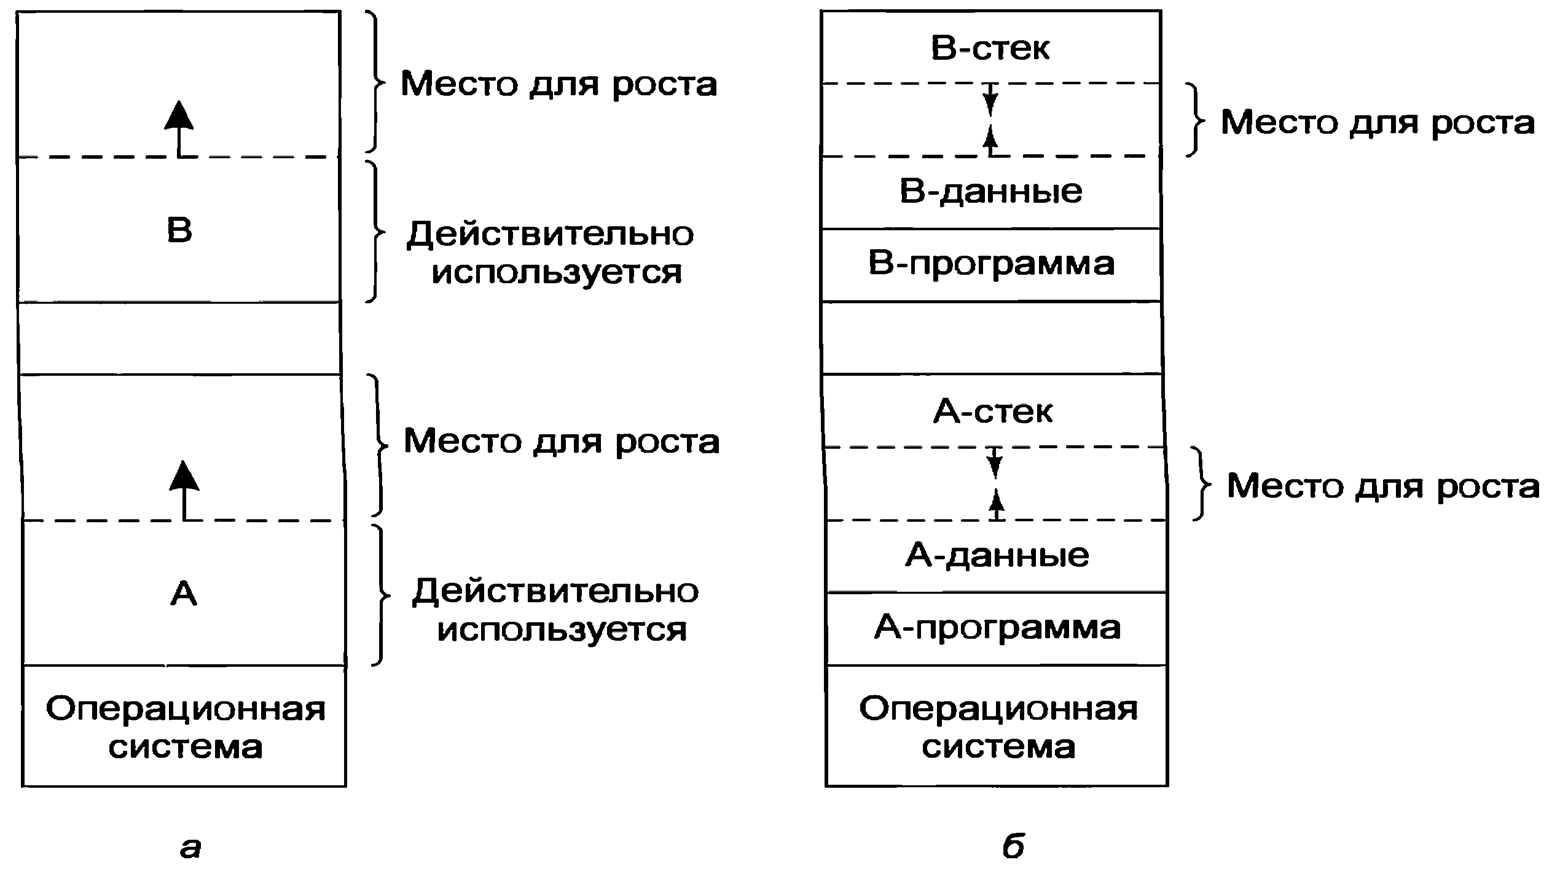 Место для роста
В
Действительно
используется
Место для роста
А
Действительно
используется
Операционная
система
а
В-стек
Место для роста
В-данные
В-программа
А-стек
Место для роста
А-данные
А-программа
Операционная
система
б